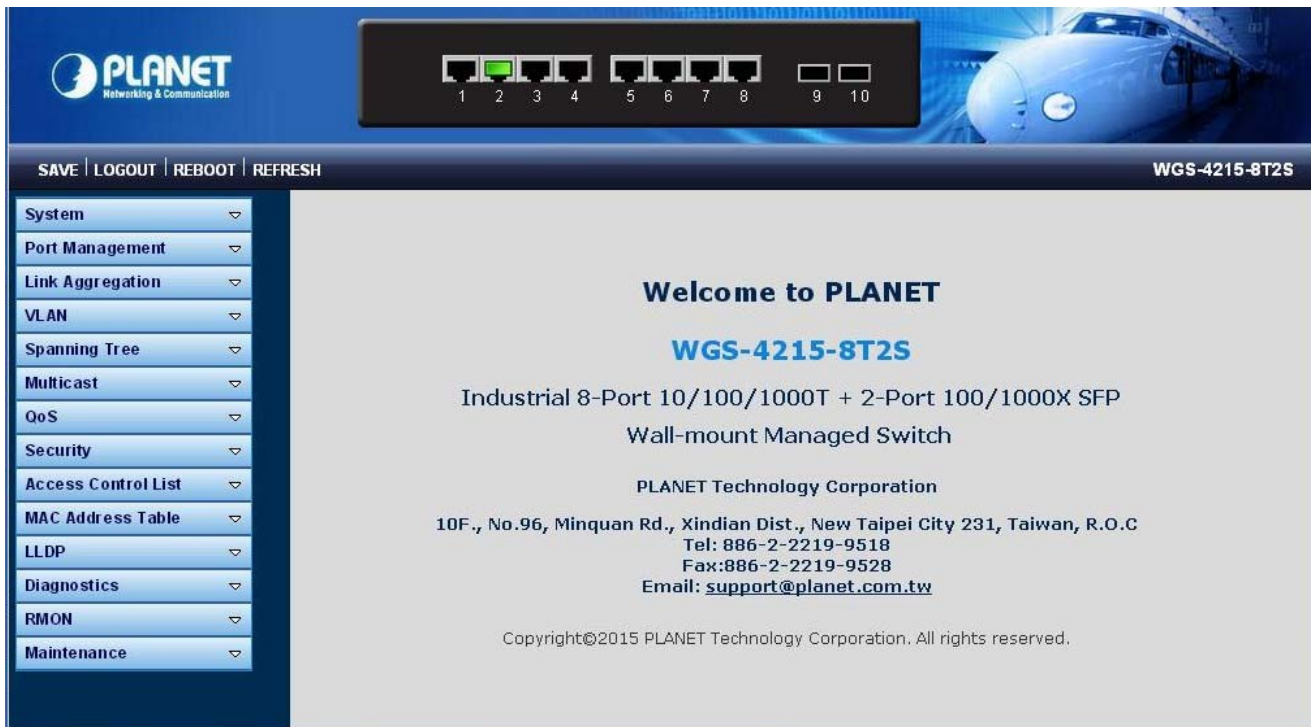 PLANET
Networking & Communication
1 2 3 4 5 6 7 8 9 10
SAVE | LOGOUT | REBOOT | REFRESH
WGS-4215-8T2S
System
Port Management
Link Aggregation
VLAN
Spanning Tree
Multicast
QoS
Security
Access Control List
MAC Address Table
LLDP
Diagnostics
RMON
Maintenance
Welcome to PLANET
WGS-4215-8T2S
Industrial 8-Port 10/100/1000T + 2-Port 100/1000X SFP
Wall-mount Managed Switch
PLANET Technology Corporation
10F., No.96, Minquan Rd., Xindian Dist., New Taipei City 231, Taiwan, R.O.C
Tel: 886-2-2219-9518
Fax:886-2-2219-9528
Email: support@planet.com.tw
Copyright©2015 PLANET Technology Corporation. All rights reserved.